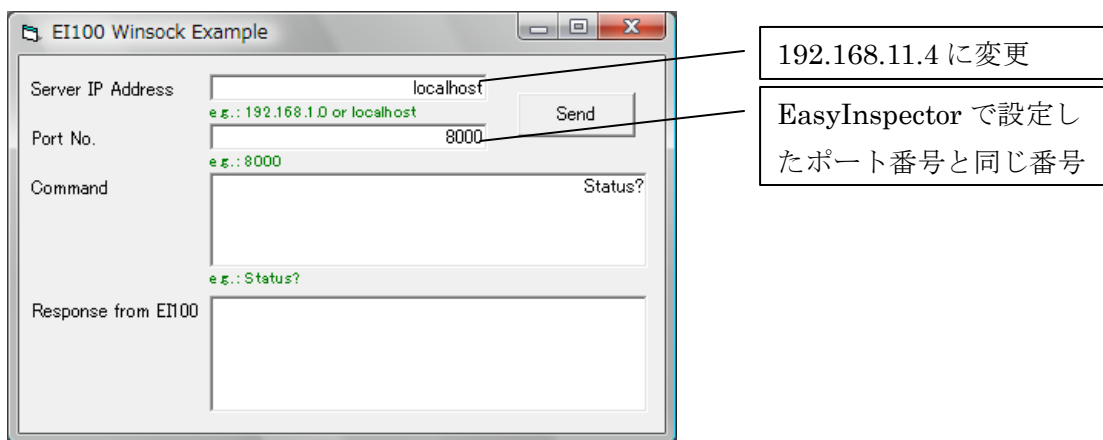 EI100 Winsock Example
192.168.11.4 に変更
Server IP Address
localhost
e.g.: 192.168.1.0 or localhost
Send
EasyInspector で設定し
たポート番号と同じ番号
Port No.
8000
e.g.: 8000
Command
Status?
e.g.: Status?
Response from EI100